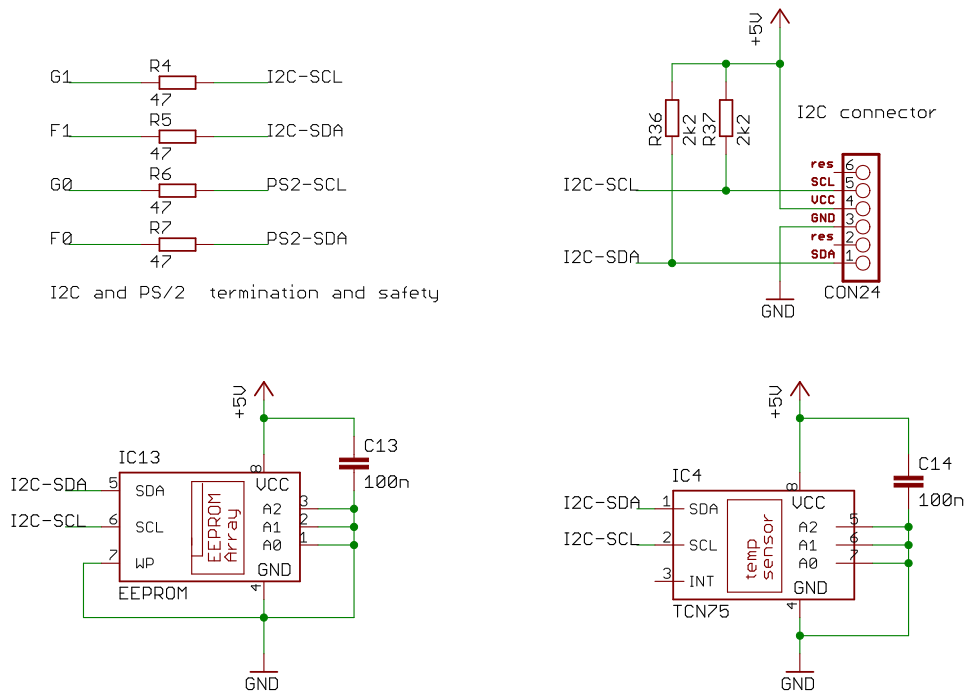 G1 R4 47 I2C-SCL
F1 R5 47 I2C-SDA
G0 R6 47 PS2-SCL
F0 R7 47 PS2-SDA
I2C and PS/2 termination and safety
+5V
R36 2k2 R37 2k2
I2C connector
I2C-SCL
I2C-SDA
res 6
SCL 5
VCC 4
GND 3
res 2
SDA 1
CON24
GND
+5V
C13
100n
IC13
I2C-SDA 5 SDA
I2C-SCL 6 SCL
7 WP
EEPROM Array
8 VCC
A2 3
A1 2
A0 1
GND 4
EEPROM
GND
+5V
C14
100n
IC4
I2C-SDA 1 SDA
I2C-SCL 2 SCL
3 INT
temp sensor
8 VCC
A2 5
A1 6
A0 7
GND 4
TCN75
GND